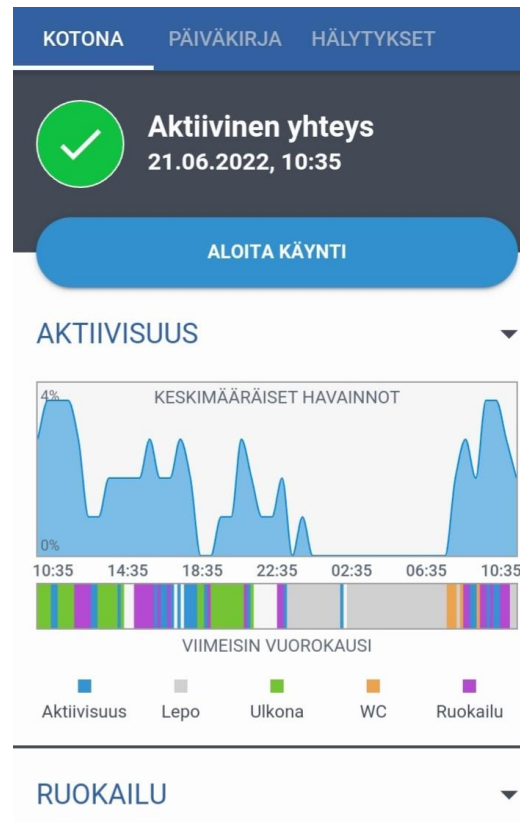 KOTONA PÄIVÄKIRJA HÄLYTYKSET
Aktiivinen yhteys
21.06.2022, 10:35
ALOITA KÄYNTI
AKTIIVISUUS
4% KESKIMÄÄRÄISET HAVAINNOT
0%
10:35 14:35 18:35 22:35 02:35 06:35 10:35
VIIMEISIN VUOROKAUSI
Aktiivisuus Lepo Ulkona WC Ruokailu
RUOKAILU